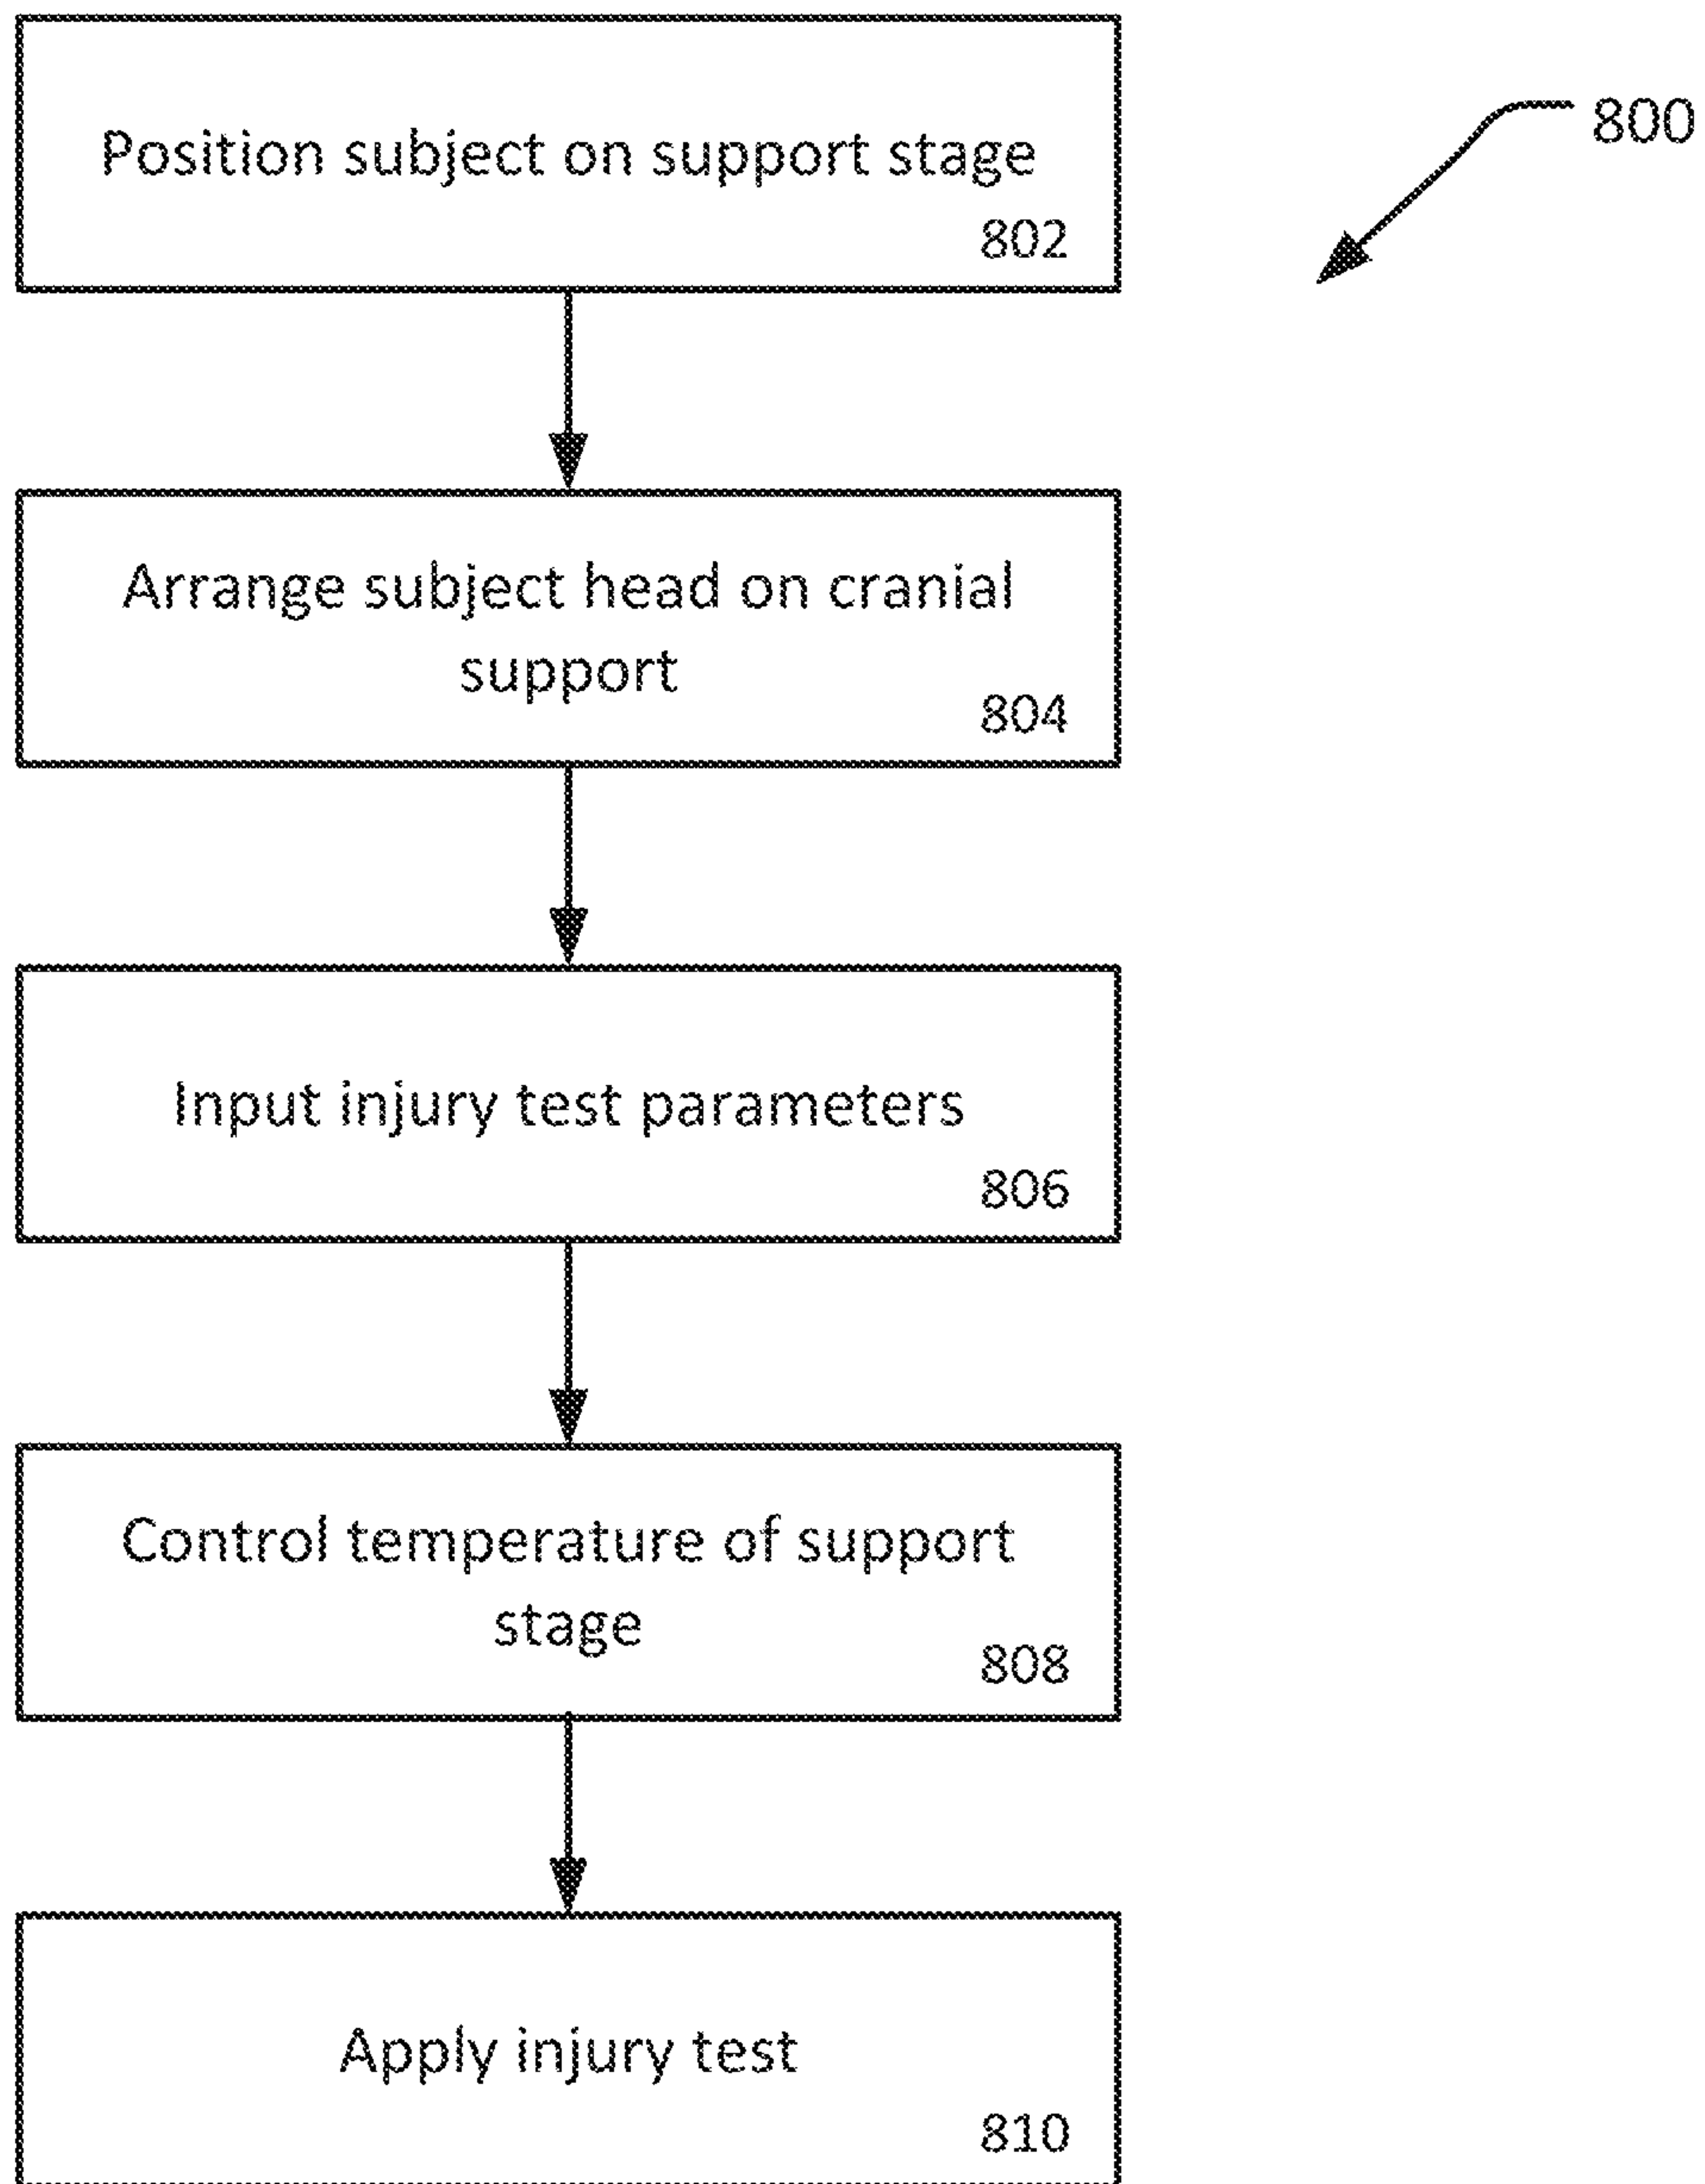 800
Position subject on support stage
802
Arrange subject head on cranial
support
804
Input injury test parameters
806
Control temperature of support
stage
808
Apply injury test
810